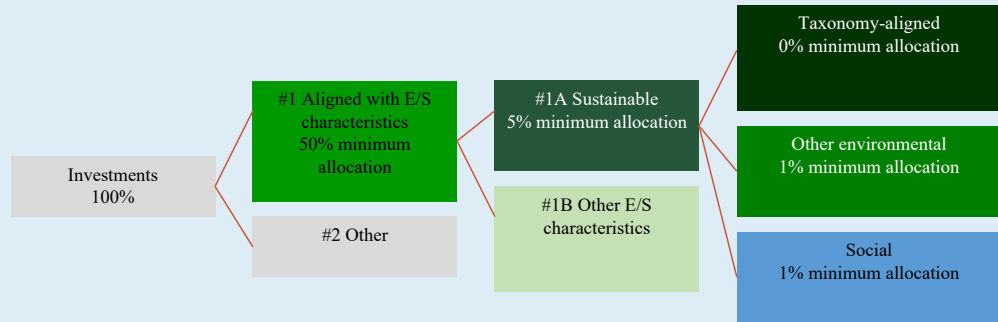 Investments
100%
#1 Aligned with E/S
characteristics
50% minimum
allocation
#2 Other
#1A Sustainable
5% minimum allocation
#1B Other E/S
characteristics
Taxonomy-aligned
0% minimum allocation
Other environmental
1% minimum allocation
Social
1% minimum allocation